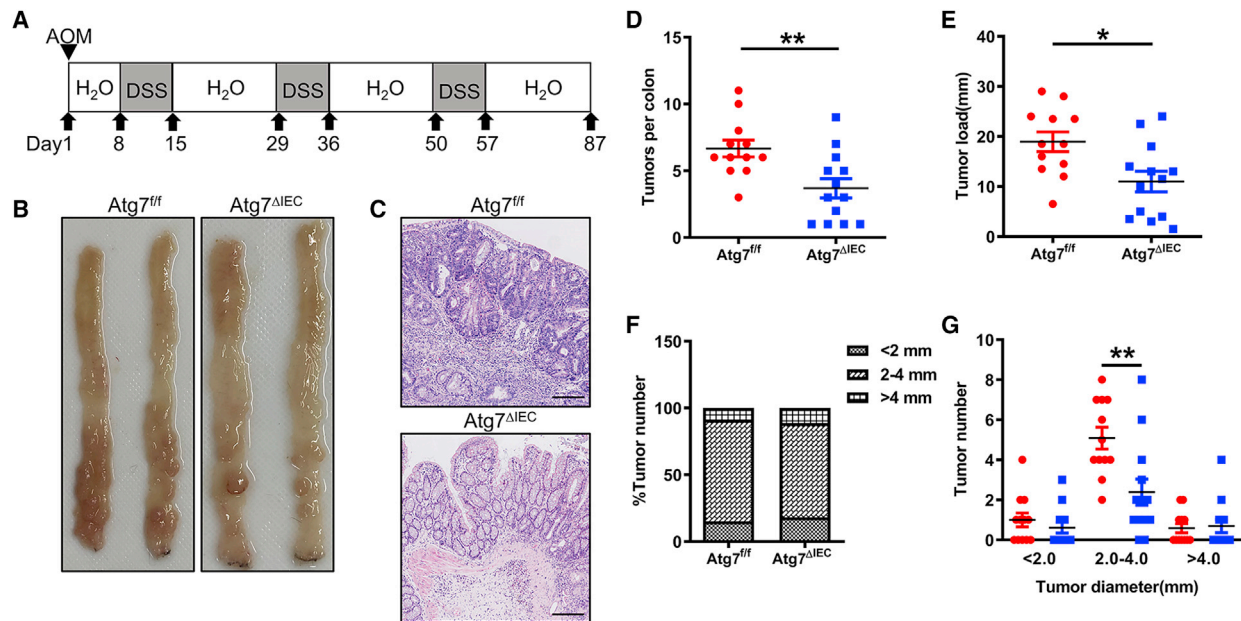 A
AOM
H₂O DSS H₂O DSS H₂O DSS H₂O
Day1 8 15 29 36 50 57 87
B
Atg7f/f Atg7ΔIEC
C
Atg7f/f
Atg7ΔIEC
D
**
Tumors per colon
15
10
5
0
Atg7f/f Atg7ΔIEC
E
*
Tumor load(mm)
40
30
20
10
0
Atg7f/f Atg7ΔIEC
F
<2 mm
2-4 mm
>4 mm
%Tumor number
100
50
0
Atg7f/f Atg7ΔIEC
G
**
Tumor number
10
8
6
4
2
0
<2.0 2.0-4.0 >4.0
Tumor diameter(mm)